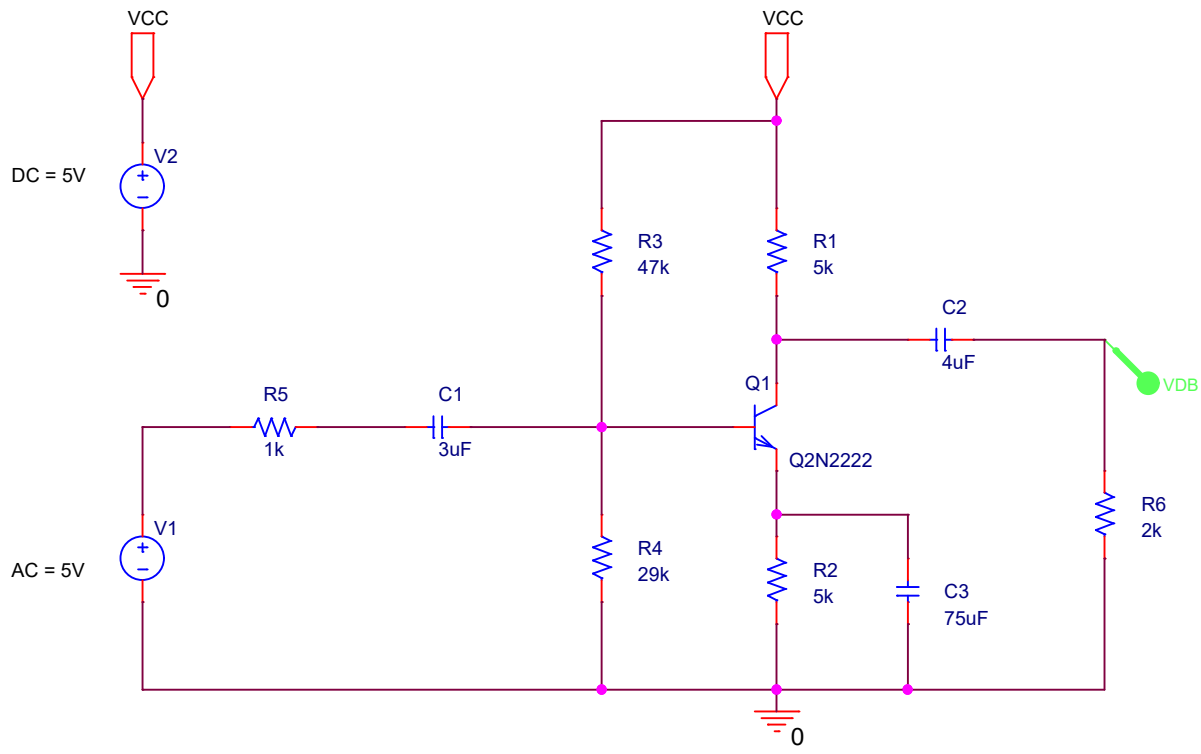 VCC
VCC
V2
DC = 5V
0
R3
47k
R1
5k
C2
4uF
VDB
Q1
R5
1k
C1
3uF
Q2N2222
V1
AC = 5V
R4
29k
R2
5k
C3
75uF
R6
2k
0